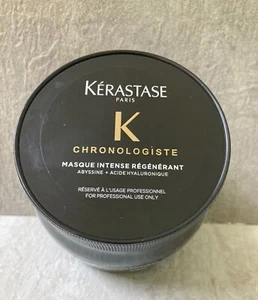 KÉRASTASE
PARIS
K
CHRONOLOGISTE
MASQUE INTENSE RÉGÉNÉRANT
ABYSSINE + ACIDE HYALURONIQUE
RÉSERVÉ À L'USAGE PROFESSIONNEL
FOR PROFESSIONAL USE ONLY